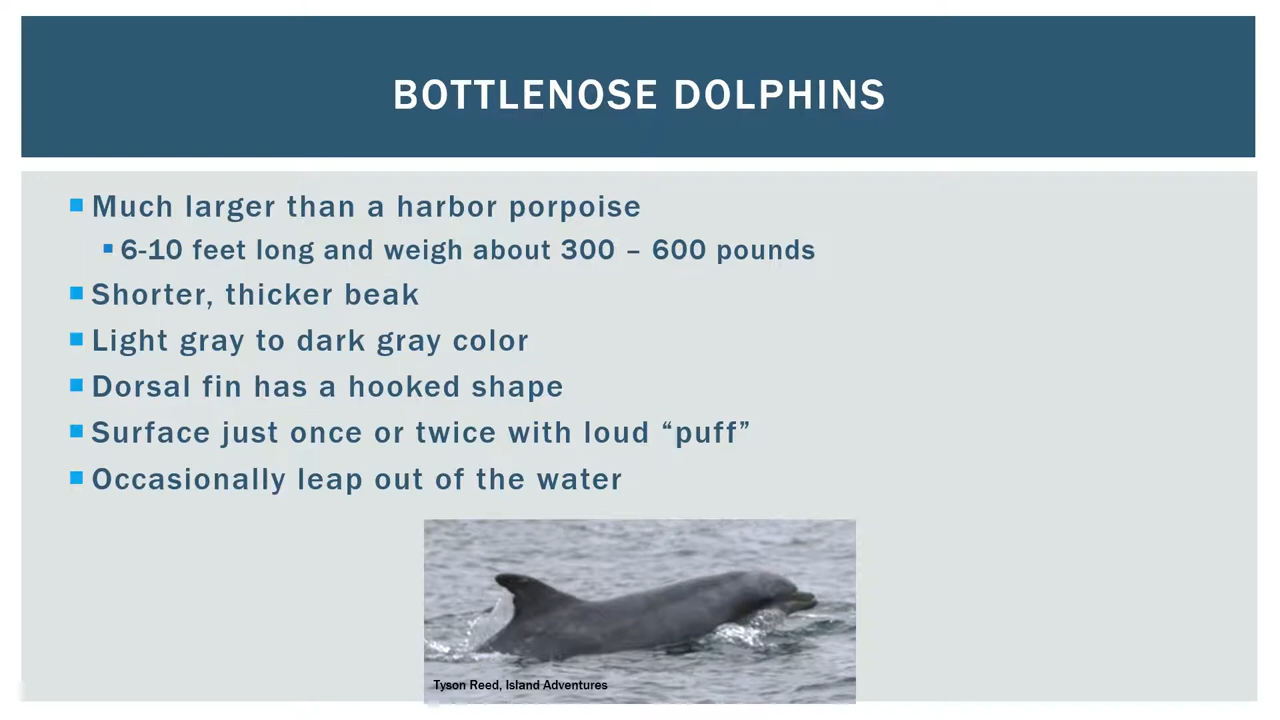 BOTTLENOSE DOLPHINS
Much larger than a harbor porpoise
6-10 feet long and weigh about 300 – 600 pounds
Shorter, thicker beak
Light gray to dark gray color
Dorsal fin has a hooked shape
Surface just once or twice with loud “puff”
Occasionally leap out of the water
Tyson Reed, Island Adventures